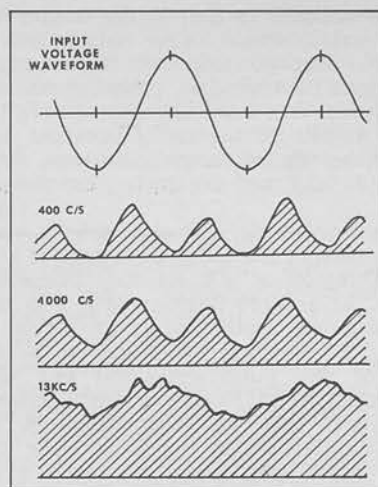 INPUT
VOLTAGE
WAVEFORM
400 C/S
4000 C/S
13KC/S